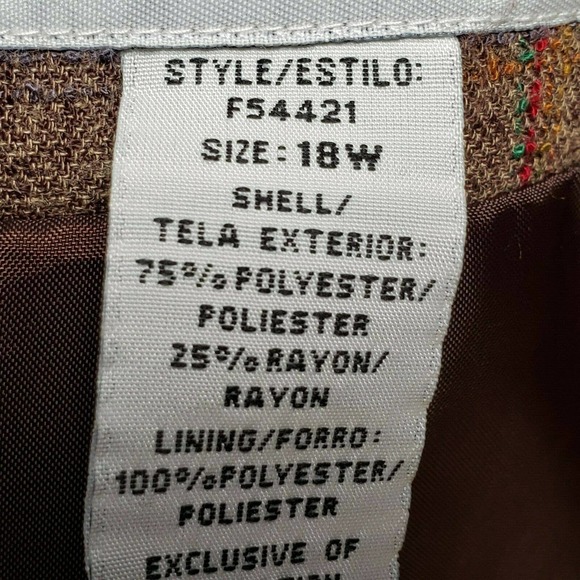 STYLE/ESTILO:
F54421
SIZE: 18W
SHELL/
TELA EXTERIOR:
75%POLYESTER/
POLIESTER
25%RAYON/
RAYON
LINING/FORRO:
100%POLYESTER/
POLIESTER
EXCLUSIVE OF